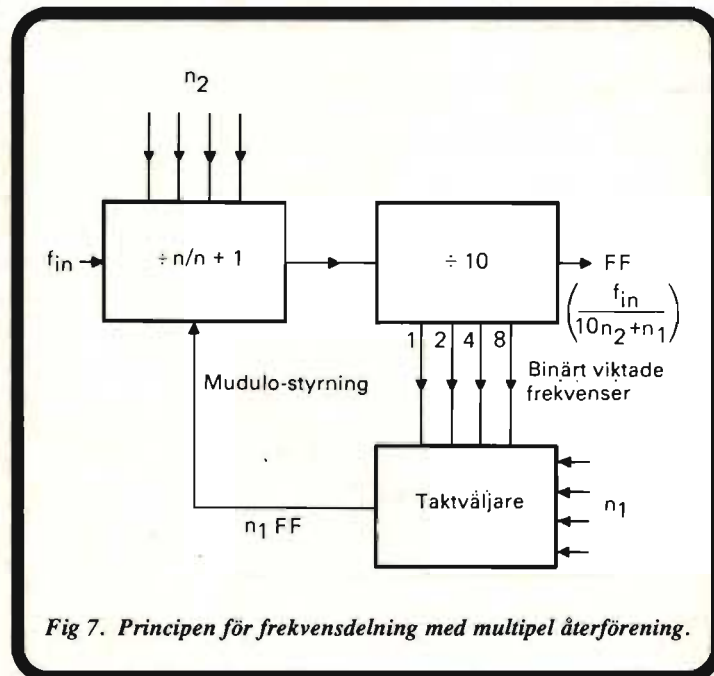 n2
fin
÷ n/n + 1
÷ 10
FF
(fin / 10n2+n1)
1 2 4 8
Mudulo-styrning
Binärt viktade
frekvenser
Taktväljare
n1
n1 FF
Fig 7. Principen för frekvensdelning med multipel återförening.